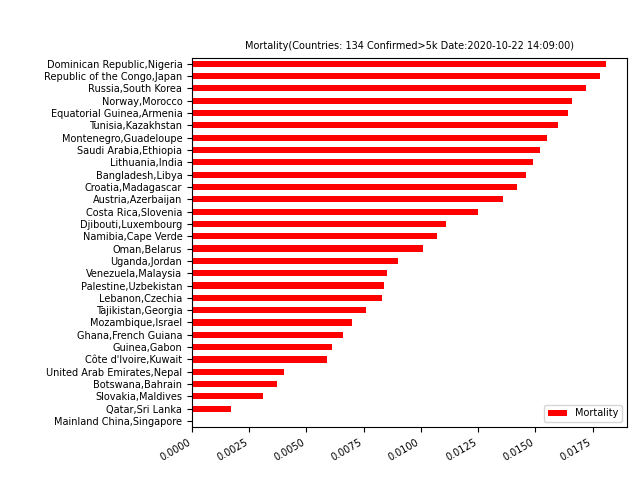 Mortality(Countries: 134 Confirmed>5k Date:2020-10-22 14:09:00)
Dominican Republic,Nigeria
Republic of the Congo,Japan
Russia,South Korea
Norway,Morocco
Equatorial Guinea,Armenia
Tunisia,Kazakhstan
Montenegro,Guadeloupe
Saudi Arabia,Ethiopia
Lithuania,India
Bangladesh,Libya
Croatia,Madagascar
Austria,Azerbaijan
Costa Rica,Slovenia
Djibouti,Luxembourg
Namibia,Cape Verde
Oman,Belarus
Uganda,Jordan
Venezuela,Malaysia
Palestine,Uzbekistan
Lebanon,Czechia
Tajikistan,Georgia
Mozambique,Israel
Ghana,French Guiana
Guinea,Gabon
Côte d'Ivoire,Kuwait
United Arab Emirates,Nepal
Botswana,Bahrain
Slovakia,Maldives
Qatar,Sri Lanka
Mainland China,Singapore
Mortality
0.0000 0.0025 0.0050 0.0075 0.0100 0.0125 0.0150 0.0175